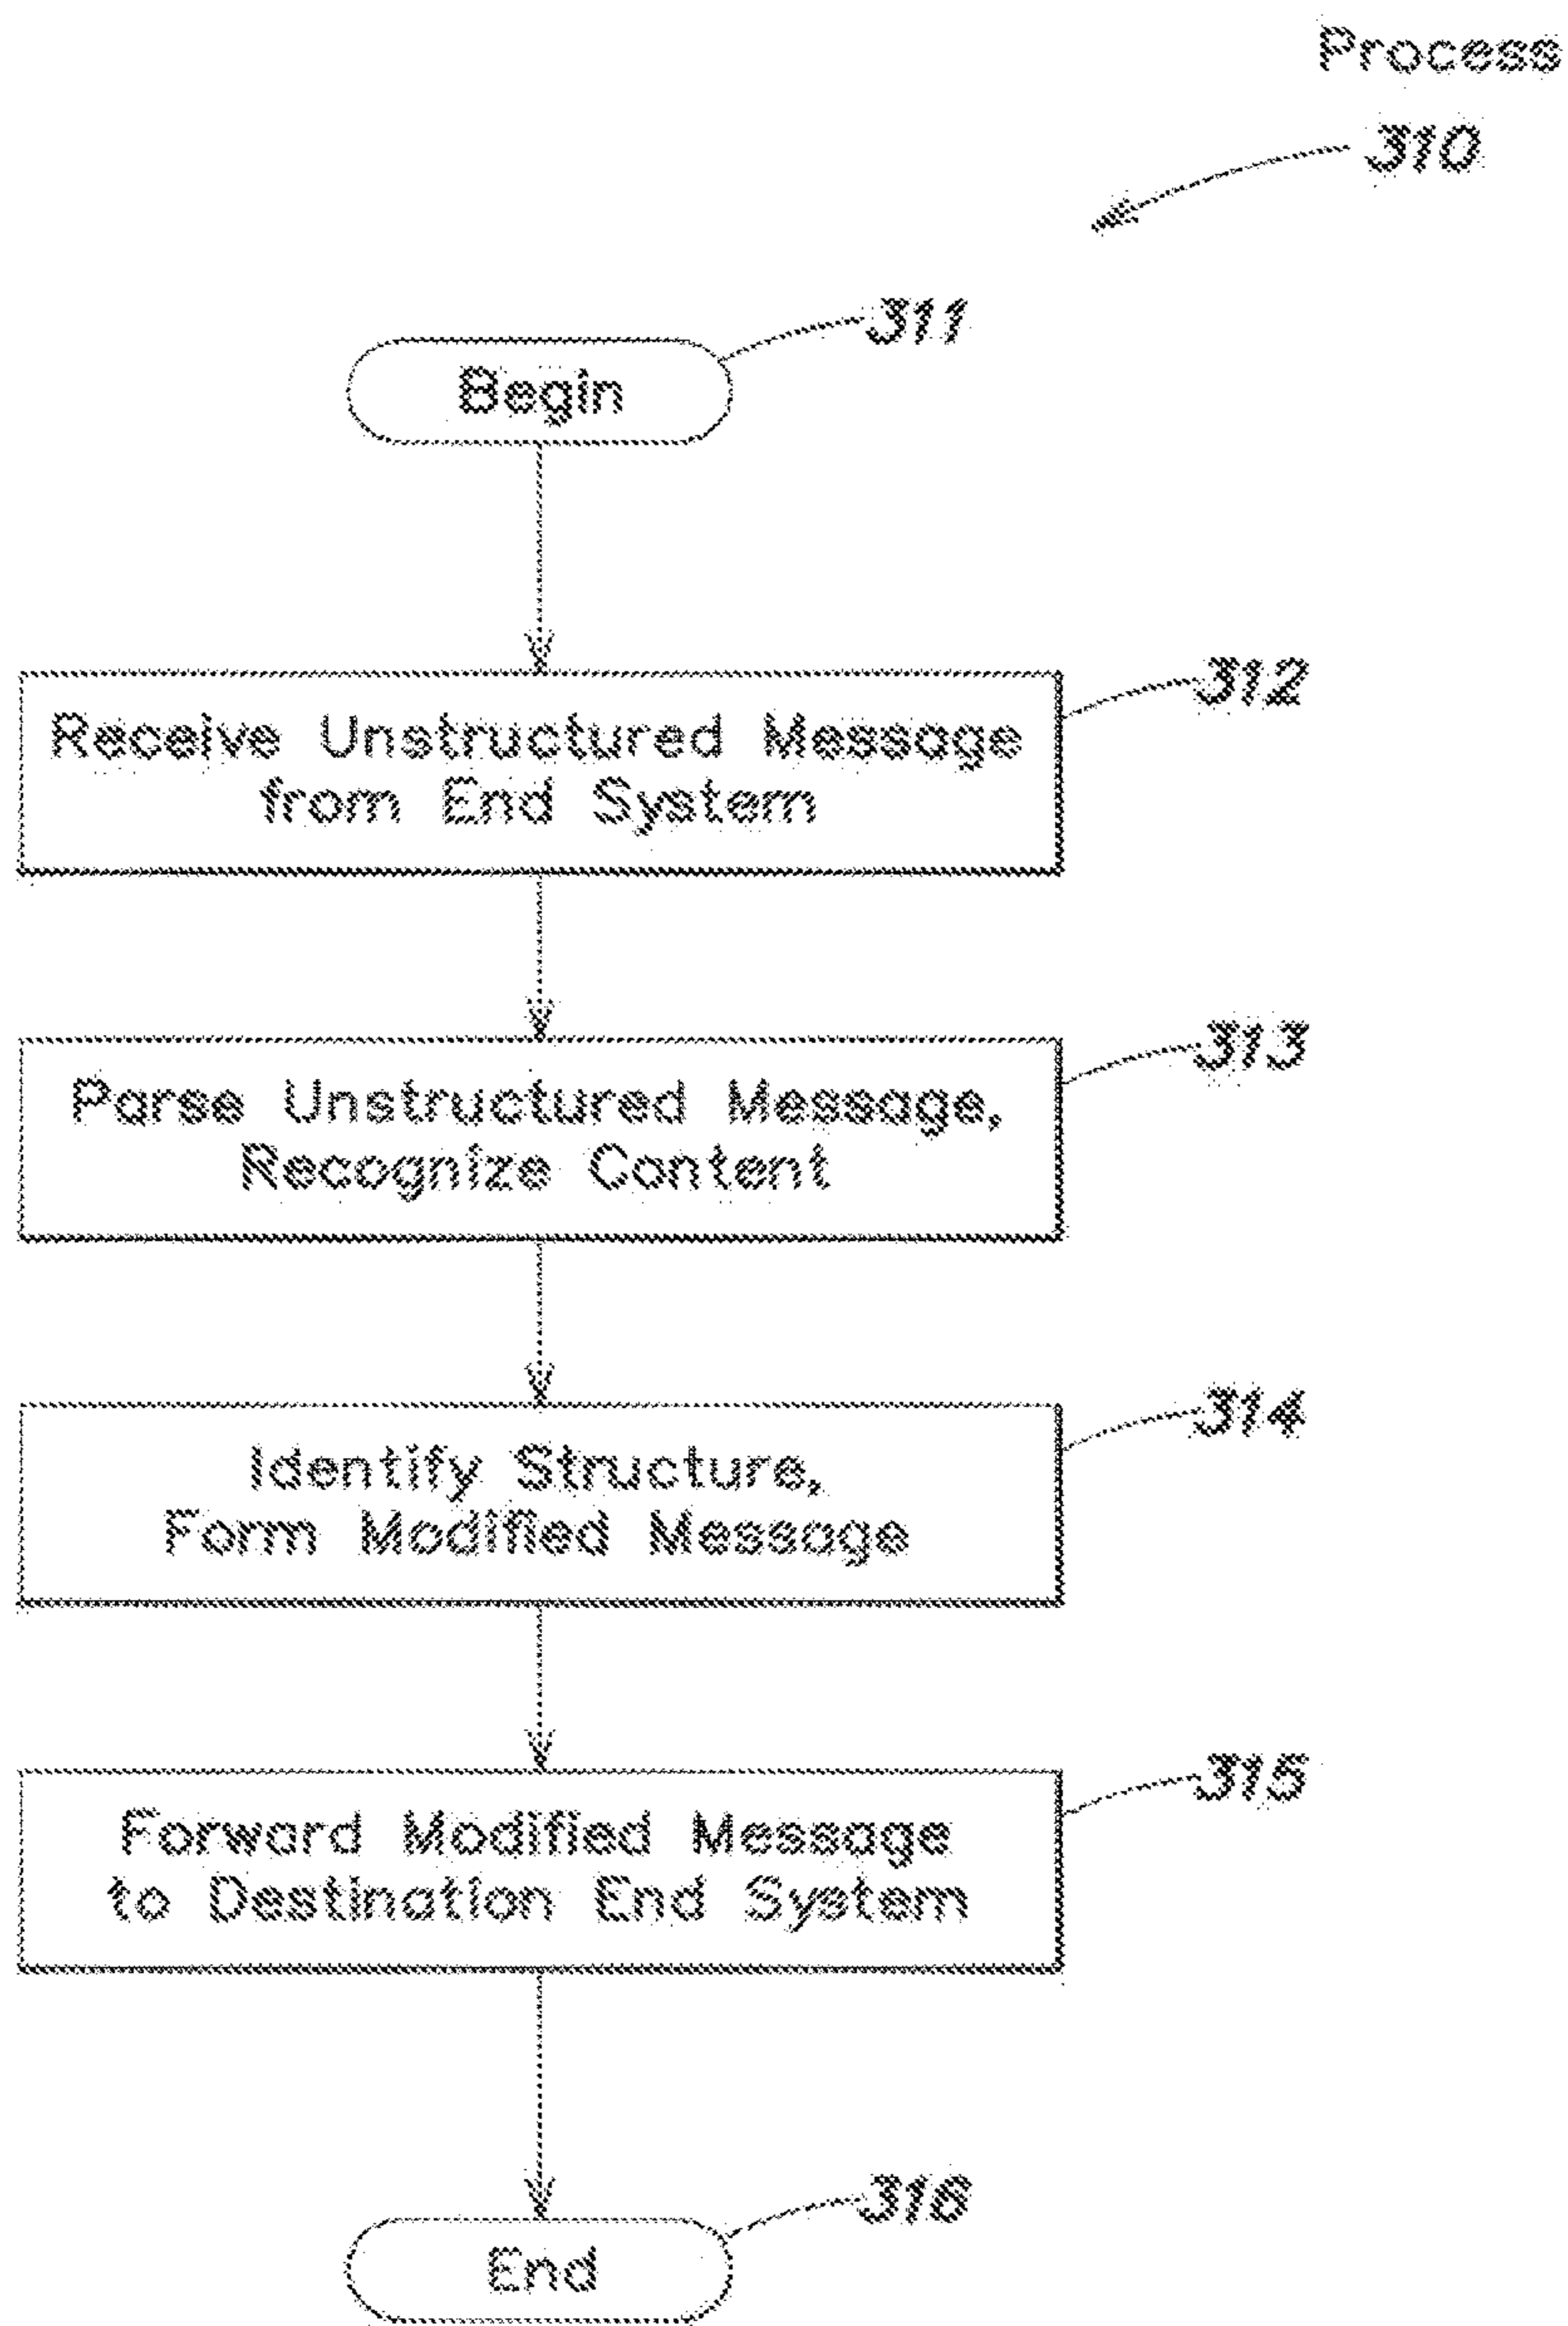 Process
310
311
Begin
312
Receive Unstructured Message
from End System
313
Parse Unstructured Message,
Recognize Content
314
Identify Structure,
Form Modified Message
315
Forward Modified Message
to Destination End System
316
End